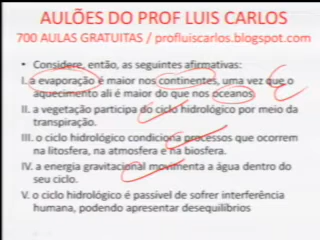 AULÕES DO PROF LUIS CARLOS
700 AULAS GRATUITAS / profluiscarlos.blogspot.com
• Considere, então, as seguintes afirmativas:
I. a evaporação é maior nos continentes, uma vez que o
aquecimento ali é maior do que nos oceanos.
II. a vegetação participa do ciclo hidrológico por meio da
transpiração.
III. o ciclo hidrológico condiciona processos que ocorrem
na litosfera, na atmosfera e na biosfera.
IV. a energia gravitacional movimenta a água dentro do
seu ciclo.
V. o ciclo hidrológico é passível de sofrer interferência
humana, podendo apresentar desequilíbrios